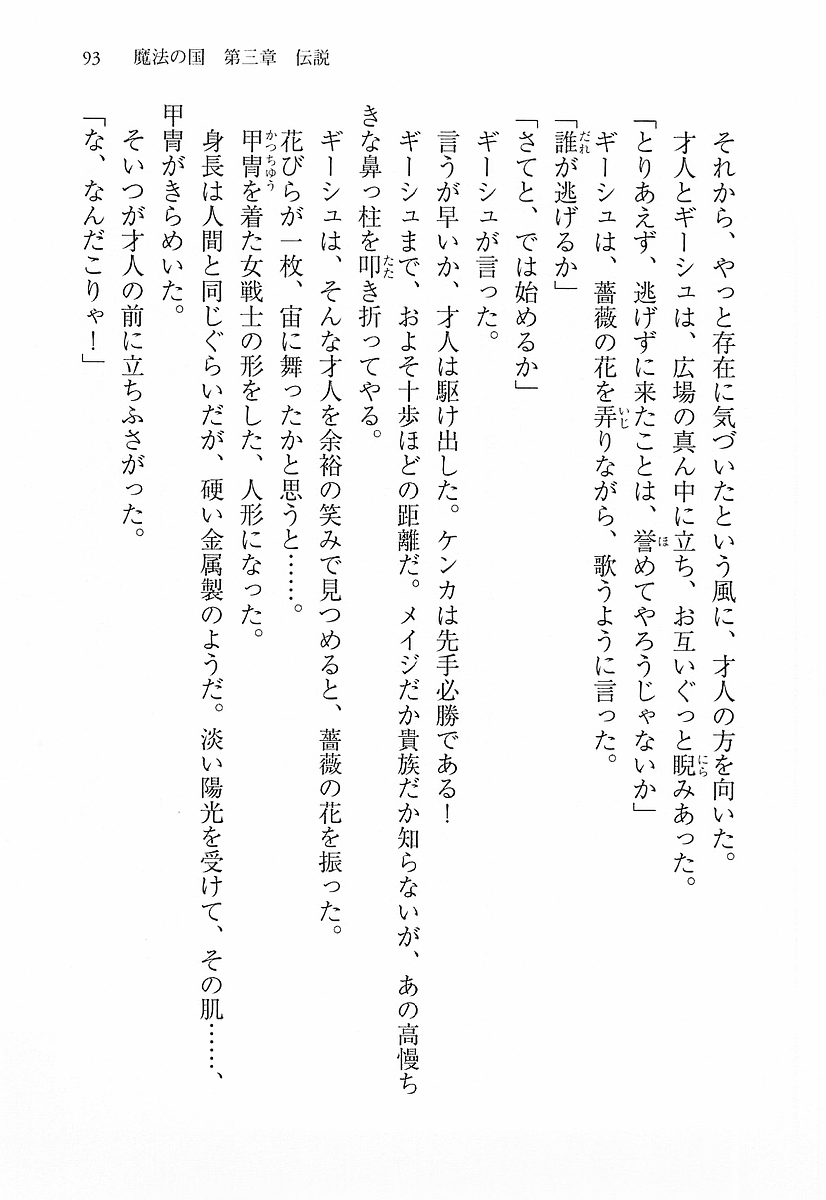 93　魔法の国　第三章　伝説
それから、やっと存在に気づいたという風に、才人の方を向いた。
才人とギーシュは、広場の真ん中に立ち、お互いぐっと睨みあった。
「とりあえず、逃げずに来たことは、誉めてやろうじゃないか」
ギーシュは、薔薇の花を弄りながら、歌うように言った。
「誰が逃げるか」
「さてと、では始めるか」
ギーシュが言った。
言うが早いか、才人は駆け出した。ケンカは先手必勝である！
ギーシュまで、およそ十歩ほどの距離だ。メイジだか貴族だか知らないが、あの高慢ち
きな鼻っ柱を叩き折ってやる。
ギーシュは、そんな才人を余裕の笑みで見つめると、薔薇の花を振った。
花びらが一枚、宙に舞ったかと思うと……。
甲冑を着た女戦士の形をした、人形になった。
身長は人間と同じぐらいだが、硬い金属製のようだ。淡い陽光を受けて、その肌……、
甲冑がきらめいた。
そいつが才人の前に立ちふさがった。
「な、なんだこりゃ！」